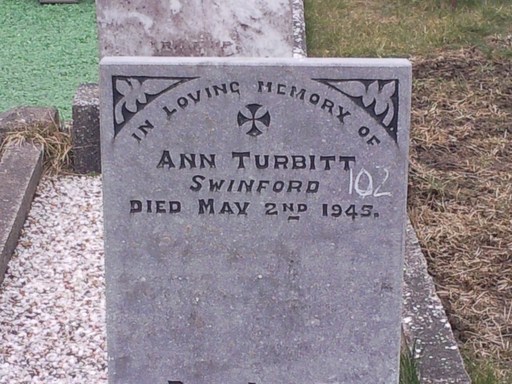 IN LOVING MEMORY OF
ANN TURBITT
SWINFORD 102
DIED MAY 2ND 1945.